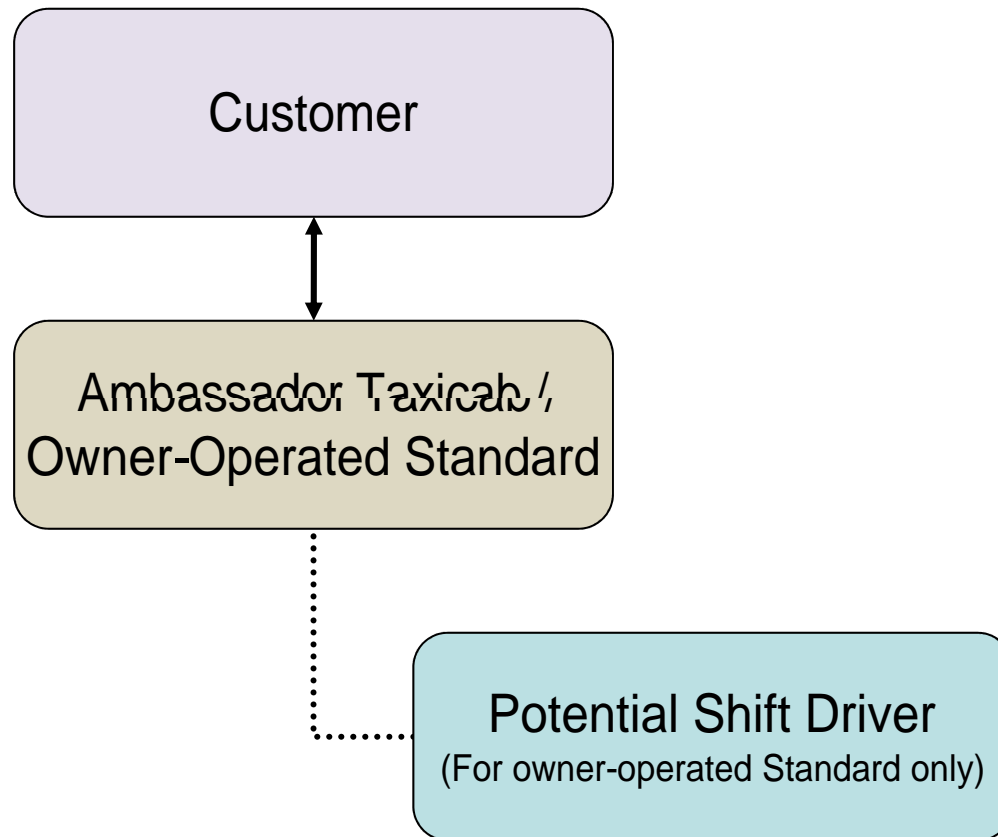 Customer
Ambassador Taxicab /
Owner-Operated Standard
Potential Shift Driver
(For owner-operated Standard only)